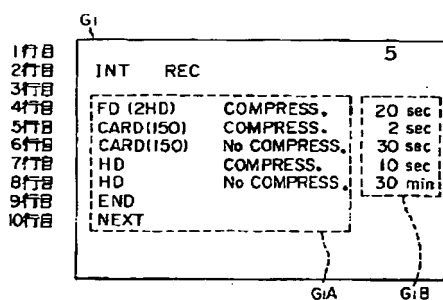 G1
1行目 5
2行目 INT REC
3行目
4行目 FD (2HD) COMPRESS. 20 sec
5行目 CARD(150) COMPRESS. 2 sec
6行目 CARD(150) No COMPRESS. 30 sec
7行目 HD COMPRESS. 10 sec
8行目 HD No COMPRESS. 30 min
9行目 END
10行目 NEXT
G1A G1B